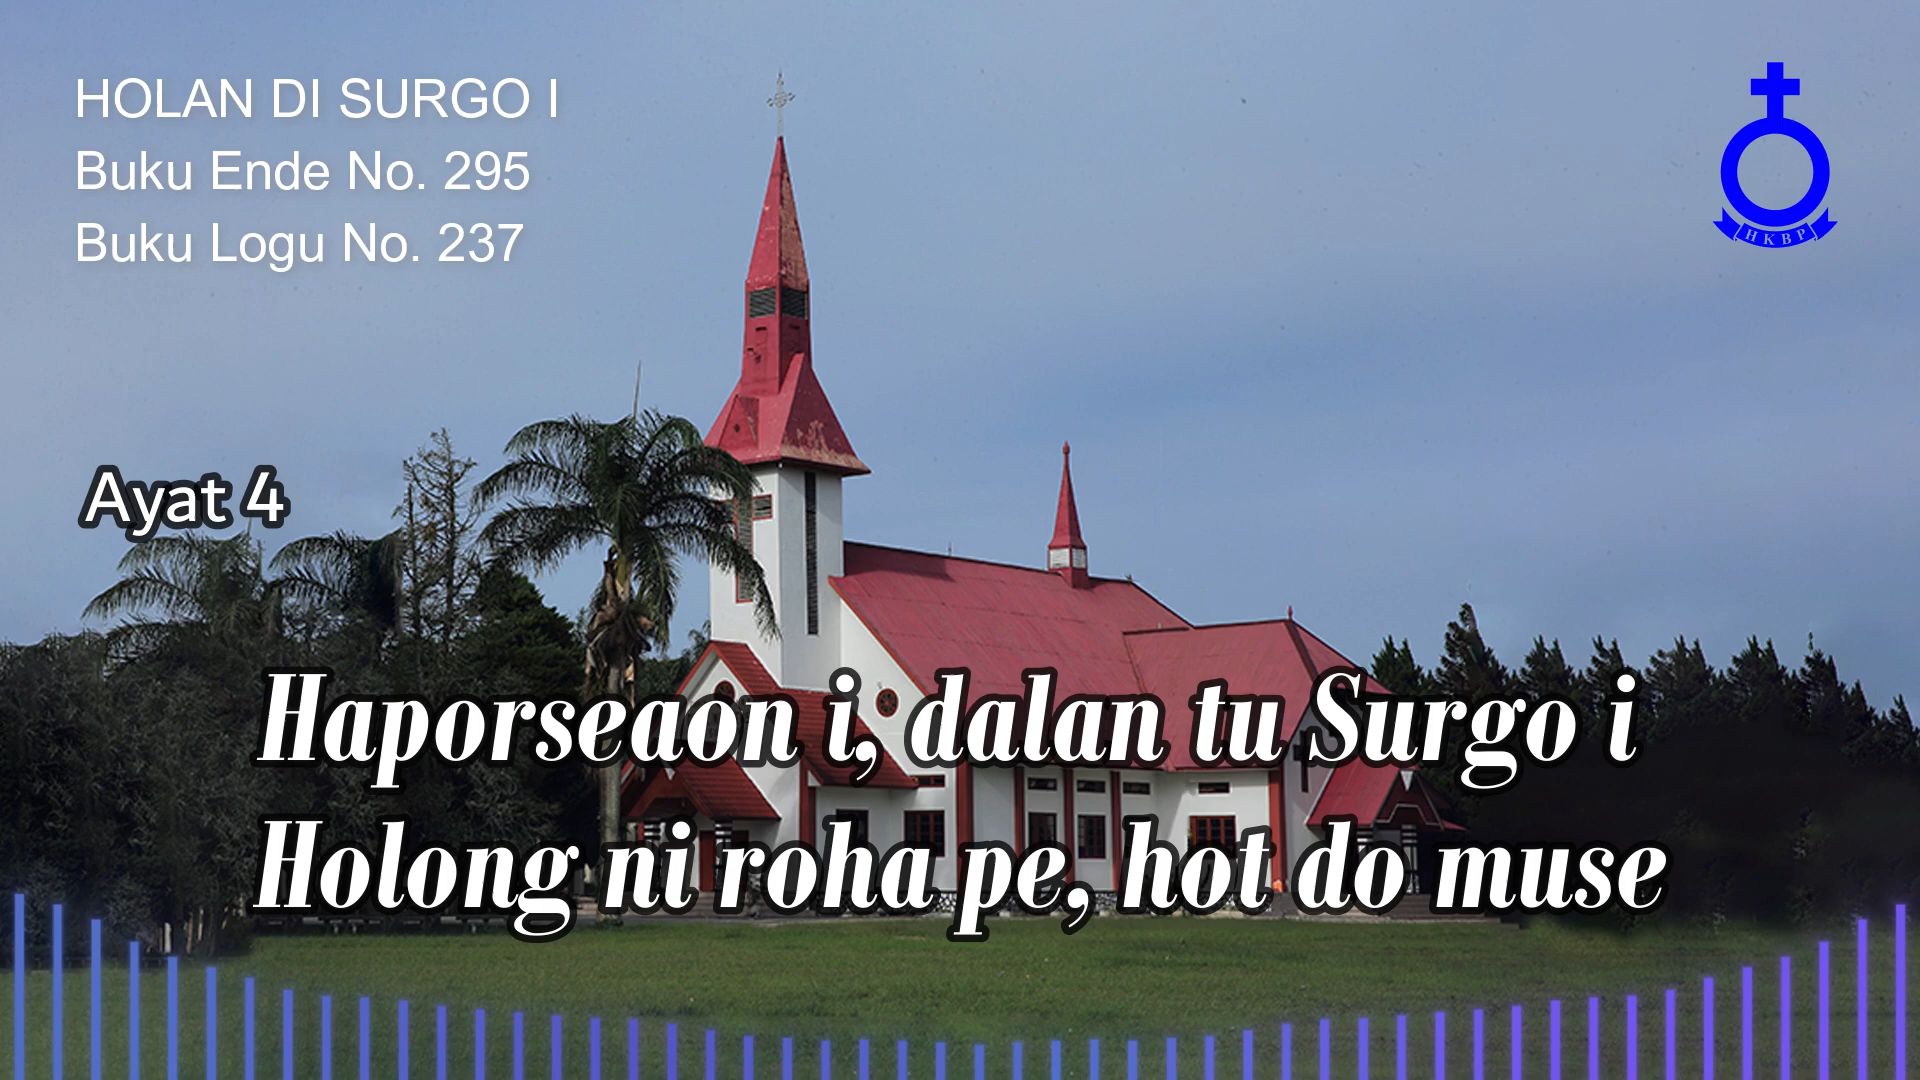 HOLAN DI SURGO I
Buku Ende No. 295
Buku Logu No. 237
HKBP
Ayat 4
Haporseaon i, dalan tu Surgo i
Holong ni roha pe, hot do muse